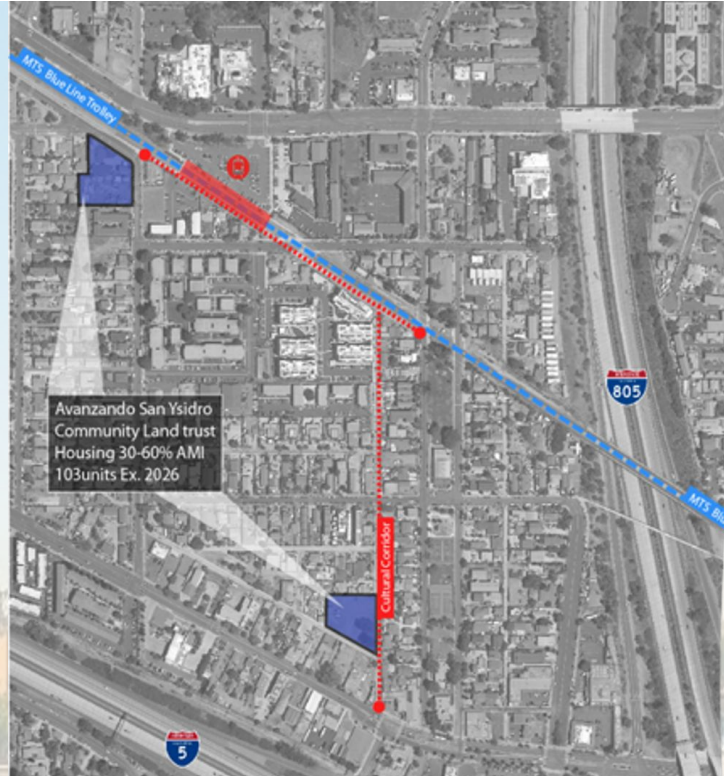 MTS Blue Line Trolley
805
Avanzando San Ysidro
Community Land trust
Housing 30-60% AMI
103units Ex. 2026
MTS Bl
Cultural Corridor
5